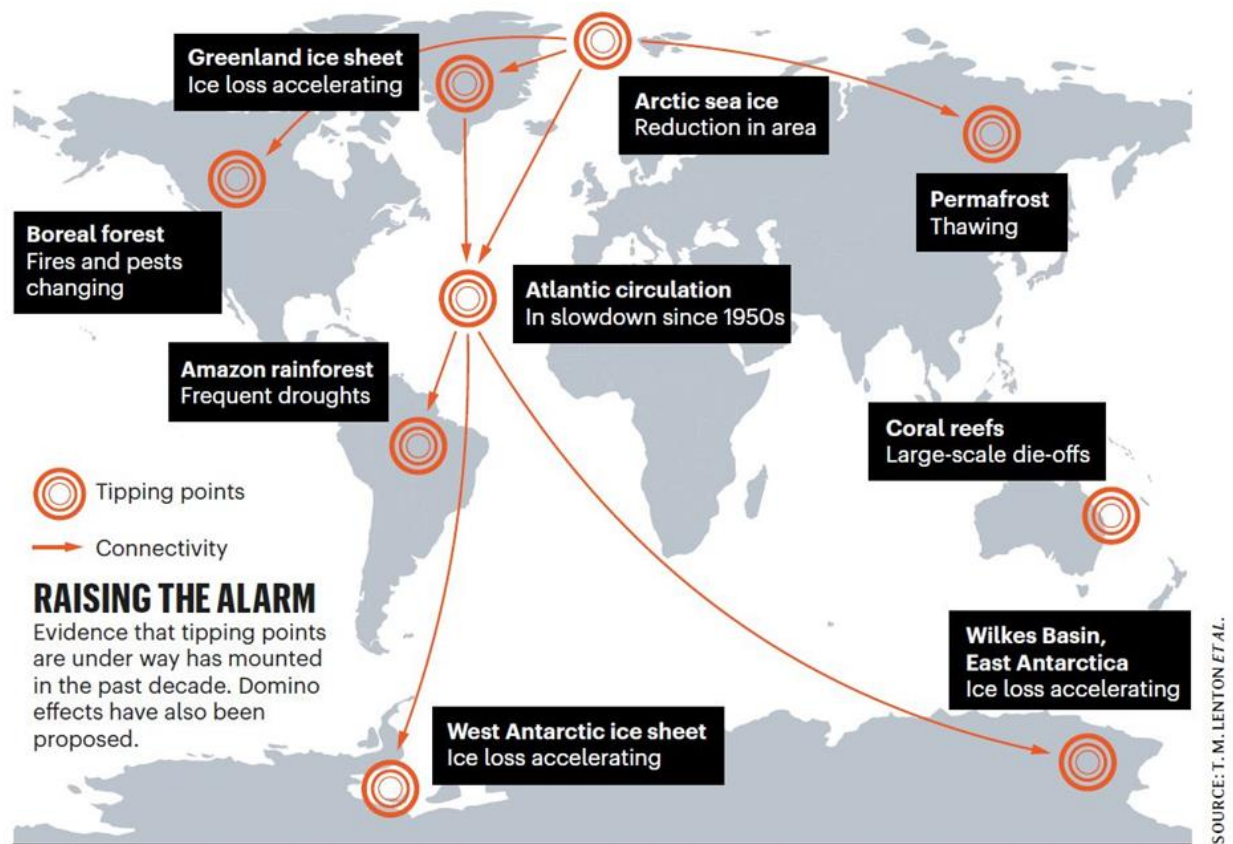 Greenland ice sheet
Ice loss accelerating
Arctic sea ice
Reduction in area
Permafrost
Thawing
Boreal forest
Fires and pests
changing
Atlantic circulation
In slowdown since 1950s
Amazon rainforest
Frequent droughts
Coral reefs
Large-scale die-offs
Tipping points
Connectivity
RAISING THE ALARM
Evidence that tipping points
are under way has mounted
in the past decade. Domino
effects have also been
proposed.
Wilkes Basin,
East Antarctica
Ice loss accelerating
West Antarctic ice sheet
Ice loss accelerating
SOURCE: T. M. LENTON ET AL.